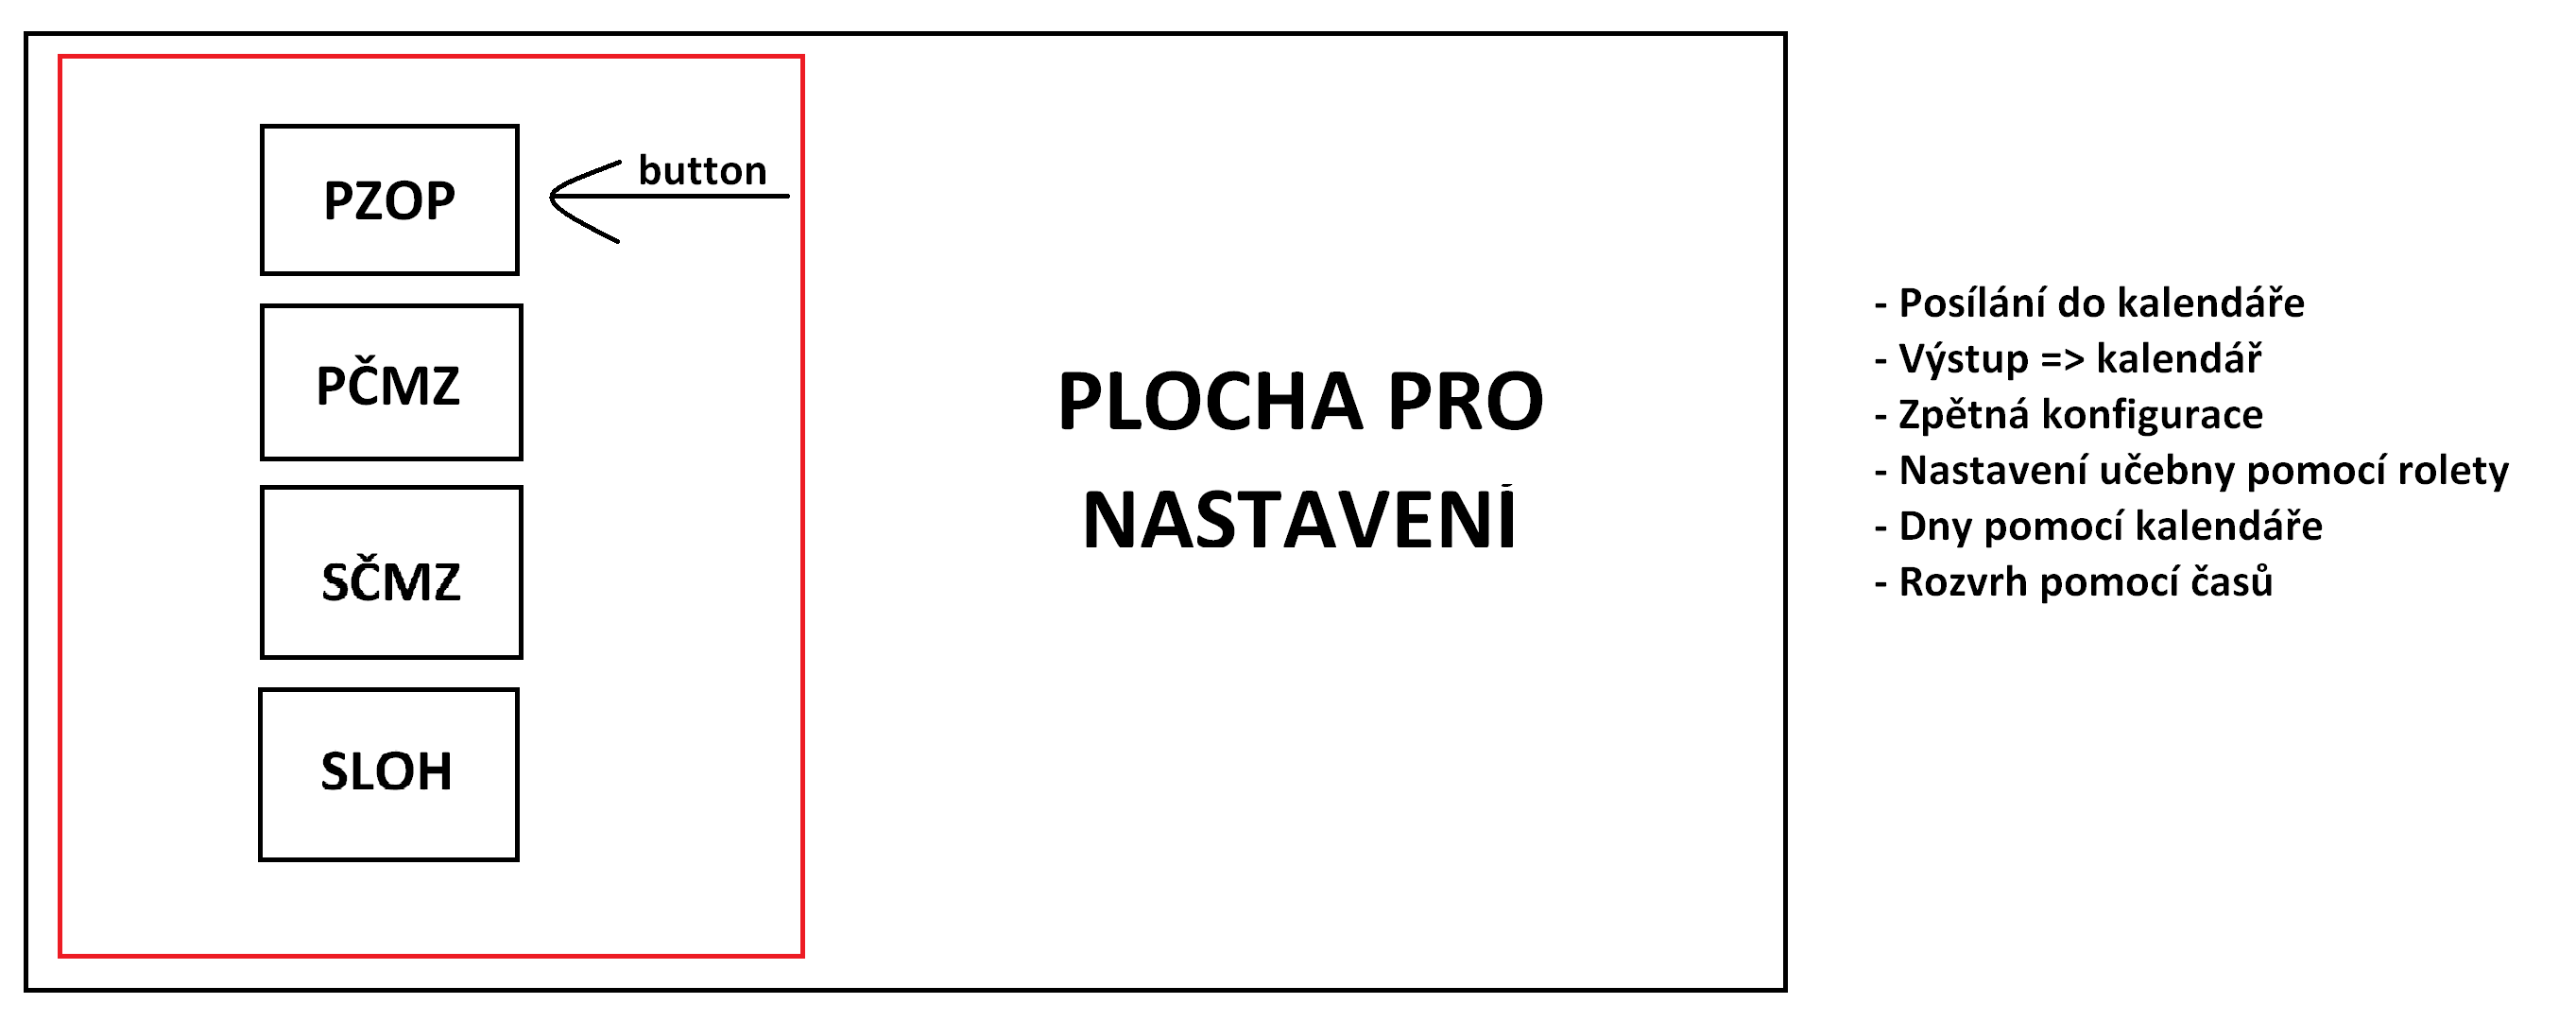 PZOP
button
PČMZ
SČMZ
SLOH
PLOCHA PRO
NASTAVENÍ
- Posílání do kalendáře
- Výstup => kalendář
- Zpětná konfigurace
- Nastavení učebny pomocí rolety
- Dny pomocí kalendáře
- Rozvrh pomocí časů